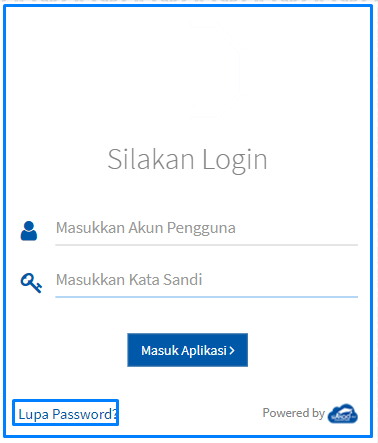 Silakan Login
Masukkan Akun Pengguna
Masukkan Kata Sandi
Masuk Aplikasi >
Lupa Password?
Powered by